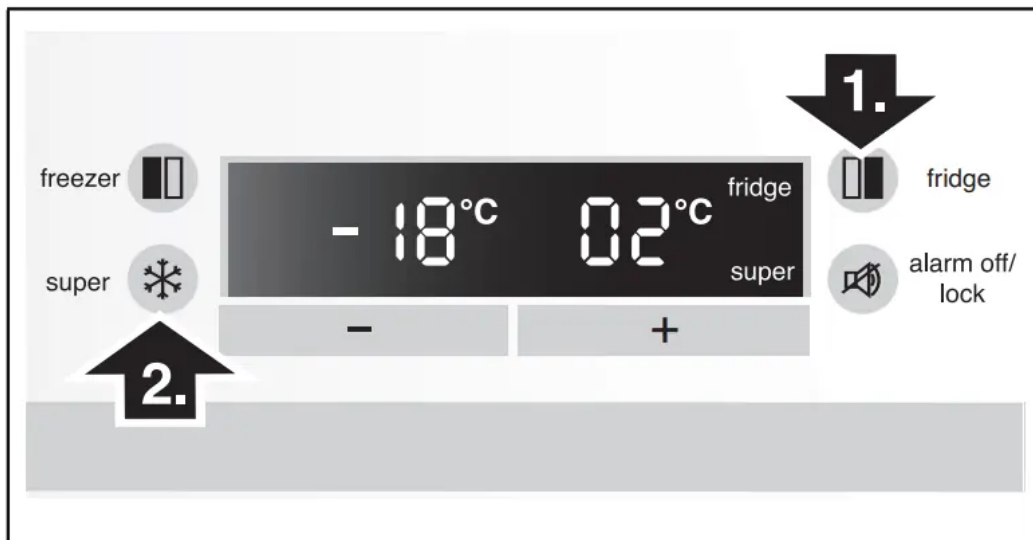 1.
freezer
fridge
-18°C 02°C
fridge
super
super
alarm off/
lock
- +
2.